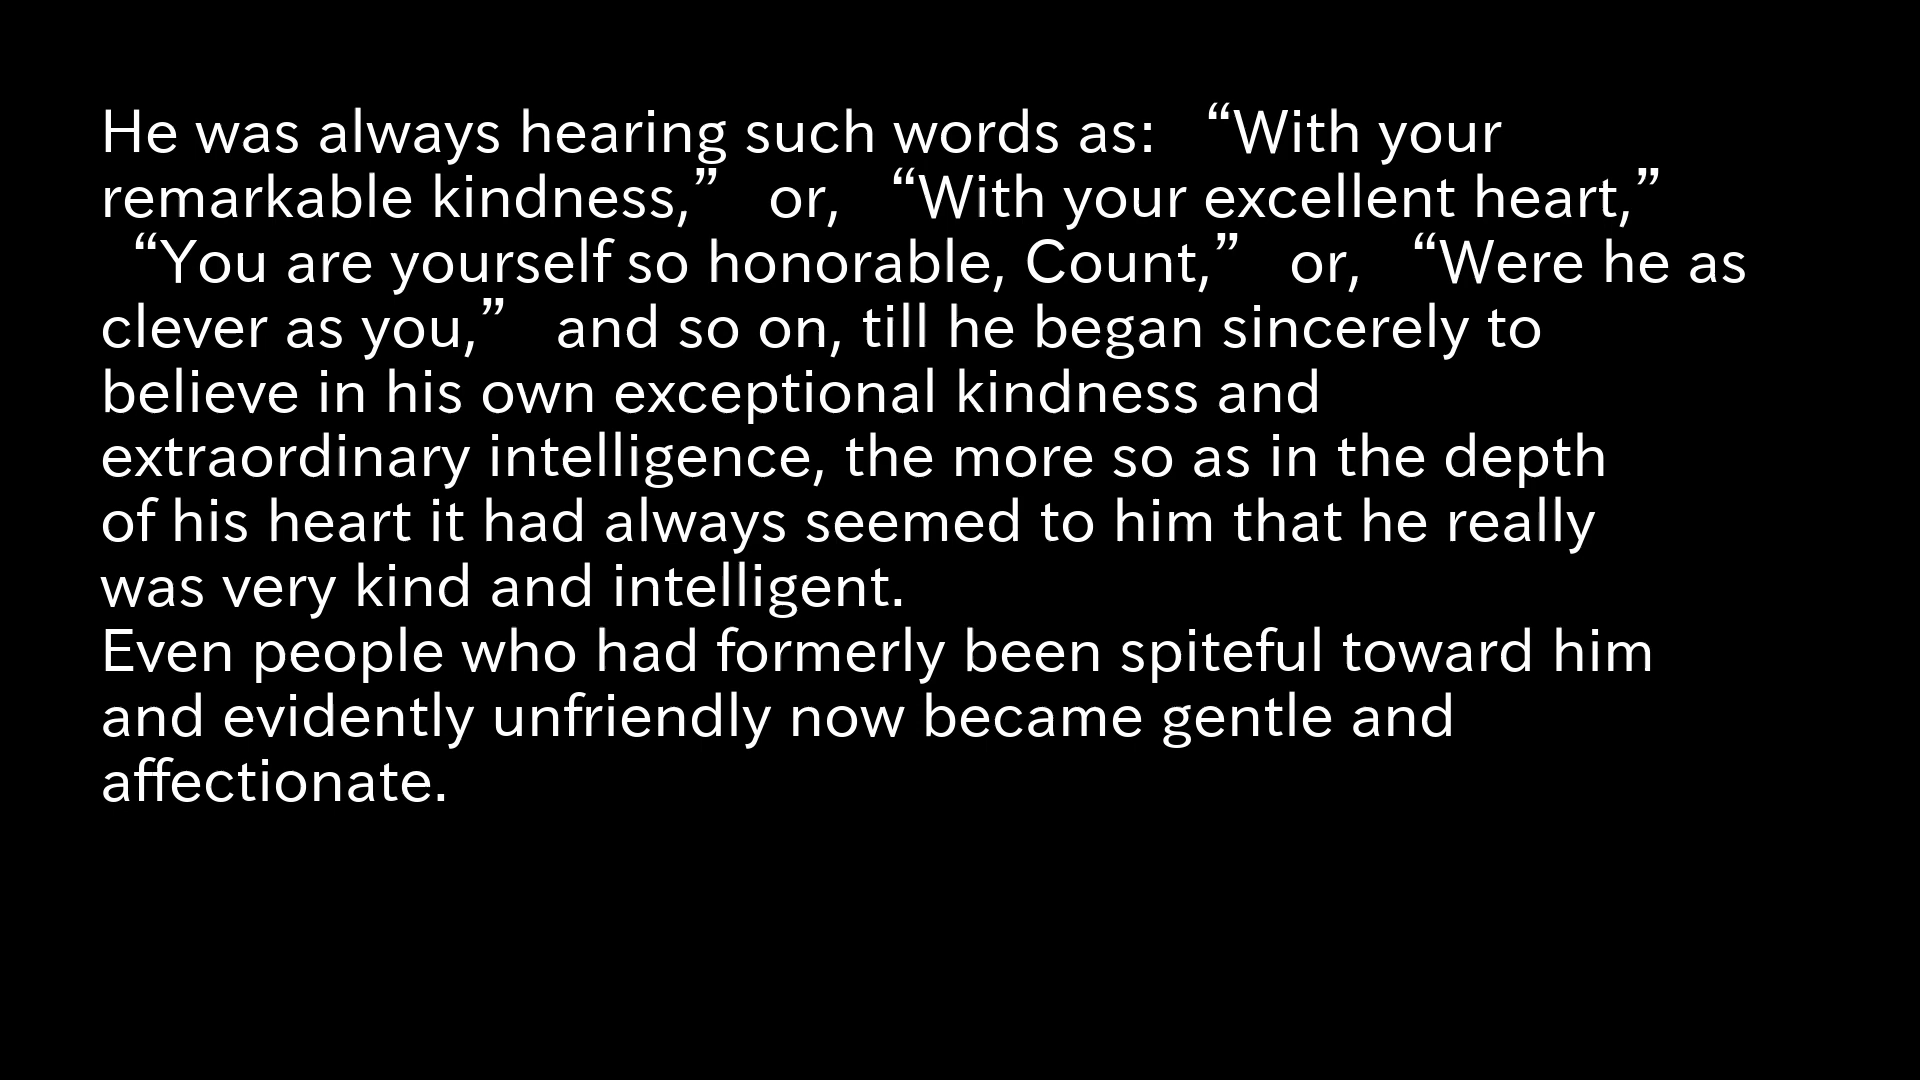 He was always hearing such words as: “With your
remarkable kindness,” or, “With your excellent heart,”
“You are yourself so honorable, Count,” or, “Were he as
clever as you,” and so on, till he began sincerely to
believe in his own exceptional kindness and
extraordinary intelligence, the more so as in the depth
of his heart it had always seemed to him that he really
was very kind and intelligent.
Even people who had formerly been spiteful toward him
and evidently unfriendly now became gentle and
affectionate.